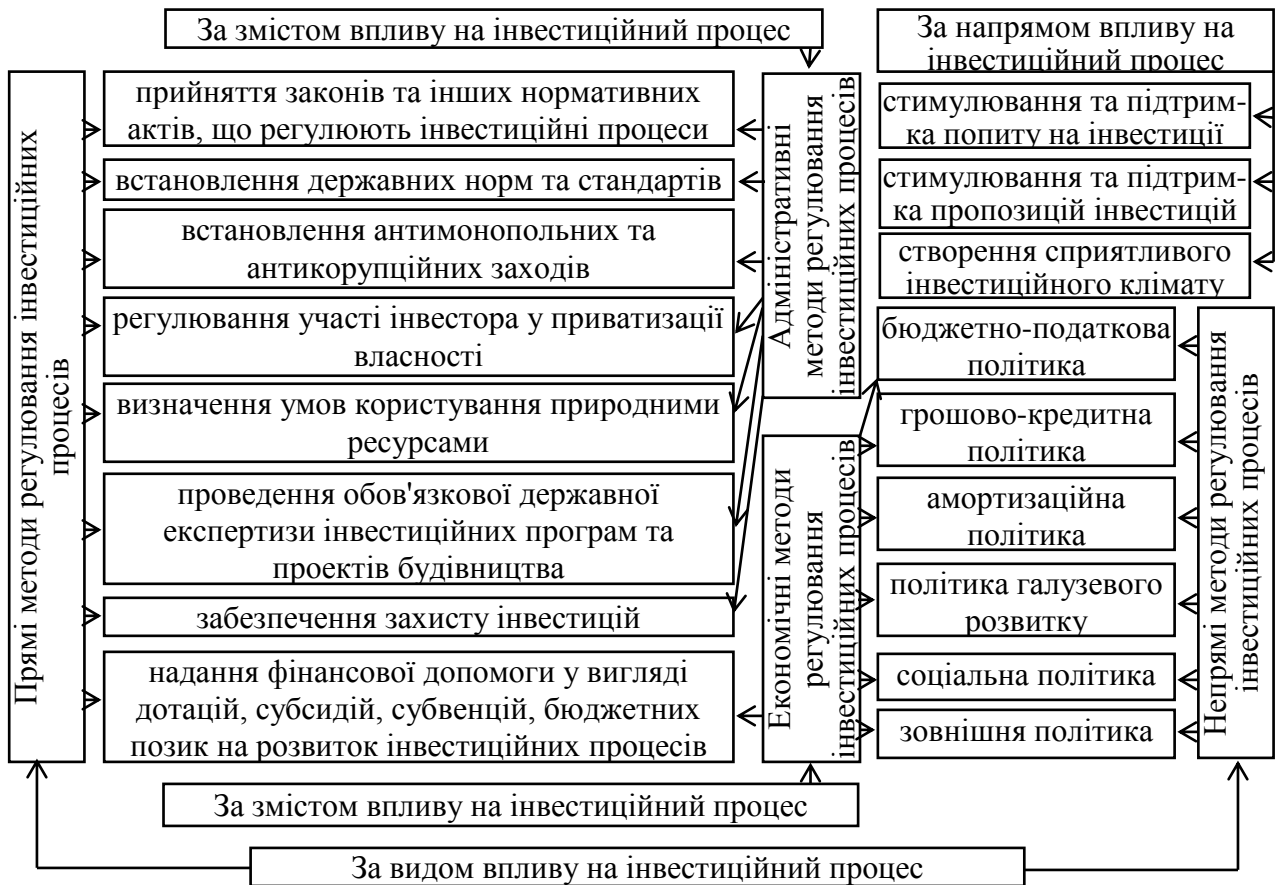 За змістом впливу на інвестиційний процес
За напрямом впливу на
інвестиційний процес
Прямі методи регулювання інвестиційних
процесів
прийняття законів та інших нормативних
актів, що регулюють інвестиційні процеси
встановлення державних норм та стандартів
встановлення антимонопольних та
антикорупційних заходів
регулювання участі інвестора у приватизації
власності
визначення умов користування природними
ресурсами
проведення обов'язкової державної
експертизи інвестиційних програм та
проектів будівництва
забезпечення захисту інвестицій
надання фінансової допомоги у вигляді
дотацій, субсидій, субвенцій, бюджетних
позик на розвиток інвестиційних процесів
Адміністративні
методи регулювання
інвестиційних процесів
Економічні методи
регулювання
інвестиційних процесів
стимулювання та підтрим-
ка попиту на інвестиції
стимулювання та підтрим-
ка пропозицій інвестицій
створення сприятливого
інвестиційного клімату
бюджетно-податкова
політика
грошово-кредитна
політика
амортизаційна
політика
політика галузевого
розвитку
соціальна політика
зовнішня політика
Непрямі методи регулювання
інвестиційних процесів
За змістом впливу на інвестиційний процес
За видом впливу на інвестиційний процес